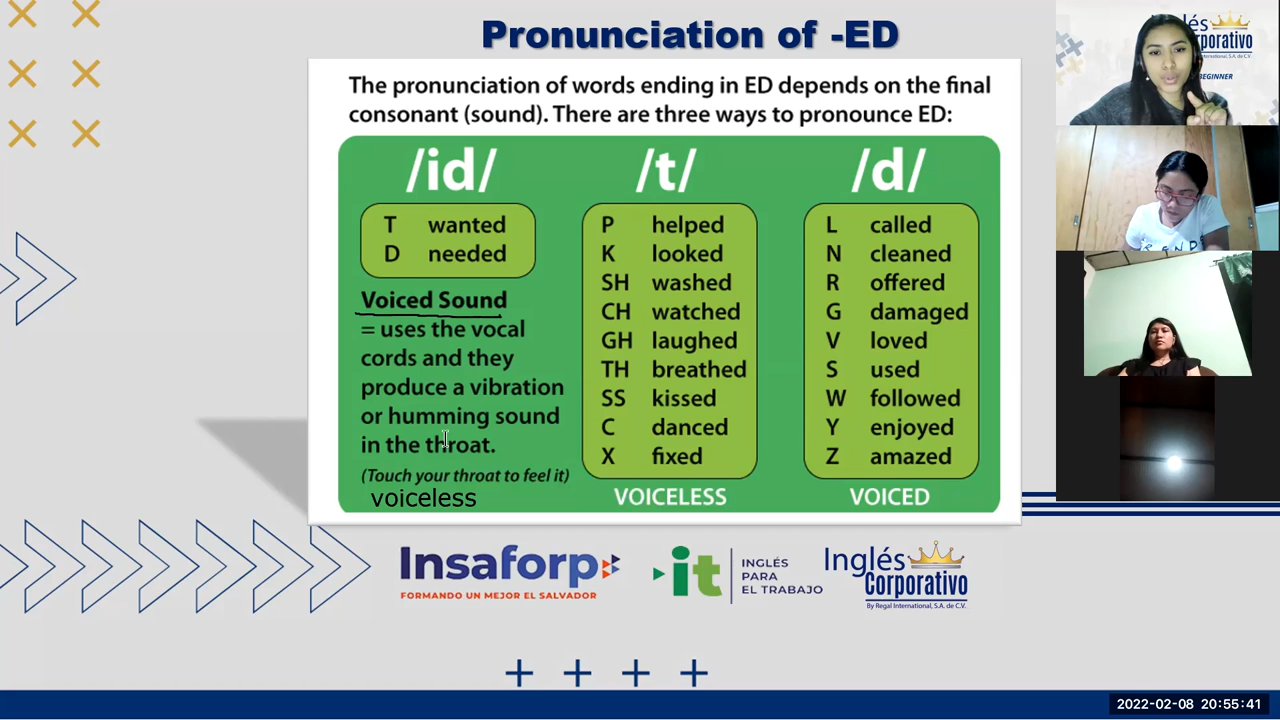 Pronunciation of -ED
The pronunciation of words ending in ED depends on the final
consonant (sound). There are three ways to pronounce ED:
/id/
T wanted
D needed
Voiced Sound
= uses the vocal
cords and they
produce a vibration
or humming sound
in the throat.
(Touch your throat to feel it)
voiceless
/t/
P helped
K looked
SH washed
CH watched
GH laughed
TH breathed
SS kissed
C danced
X fixed
VOICELESS
/d/
L called
N cleaned
R offered
G damaged
V loved
S used
W followed
Y enjoyed
Z amazed
VOICED
Insaforp
FORMANDO UN MEJOR EL SALVADOR
it
INGLÉS
PARA
EL TRABAJO
Inglés
Corporativo
By Regal International, S.A. de C.V.
2022-02-08 20:55:41